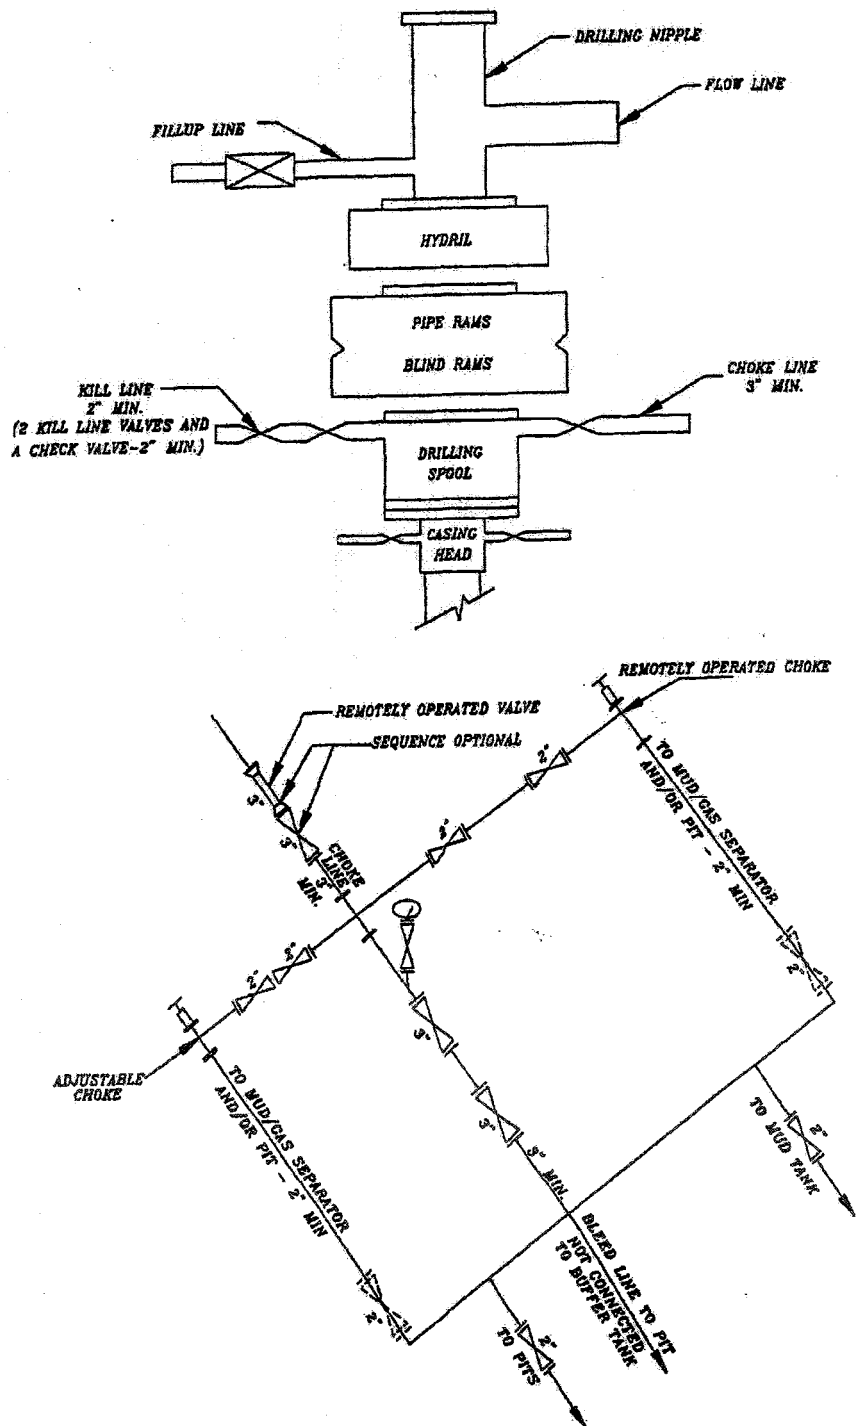 DRILLING NIPPLE
FLOW LINE
FILLUP LINE
HYDRIL
PIPE RAMS
BLIND RAMS
KILL LINE
2" MIN.
(2 KILL LINE VALVES AND
A CHECK VALVE-2" MIN.)
CHOKE LINE
3" MIN.
DRILLING
SPOOL
CASING
HEAD
REMOTELY OPERATED CHOKE
REMOTELY OPERATED VALVE
SEQUENCE OPTIONAL
3"
3"
CHOKE
LINE
3"
MIN.
2"
2"
TO MUD/GAS SEPARATOR
AND/OR PIT - 2" MIN
2"
2"
2"
3"
3"
3" MIN.
2"
ADJUSTABLE
CHOKE
TO MUD/GAS SEPARATOR
AND/OR PIT - 2" MIN
2"
2"
TO MUD TANK
BLEED LINE TO PIT
NOT CONNECTED
TO BUFFER TANK
2"
TO PITS